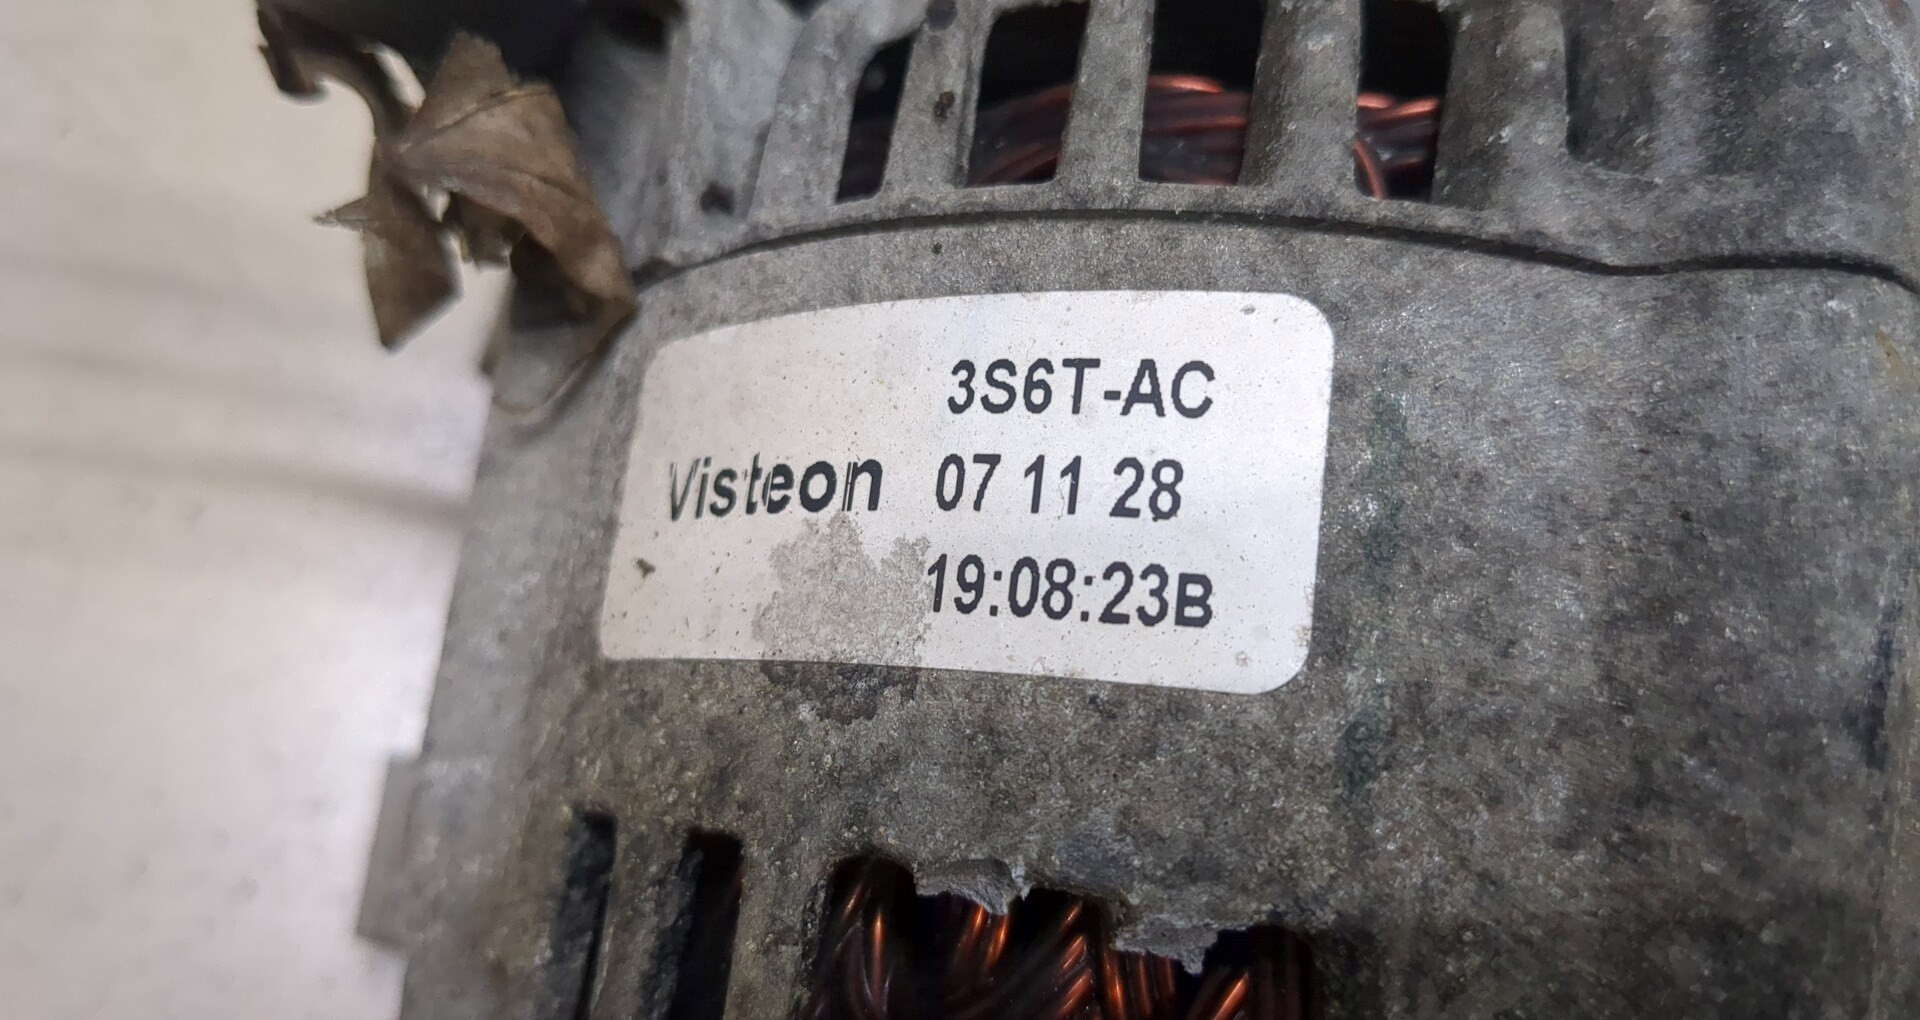 3S6T-AC
Visteon 07 11 28
19:08:23B